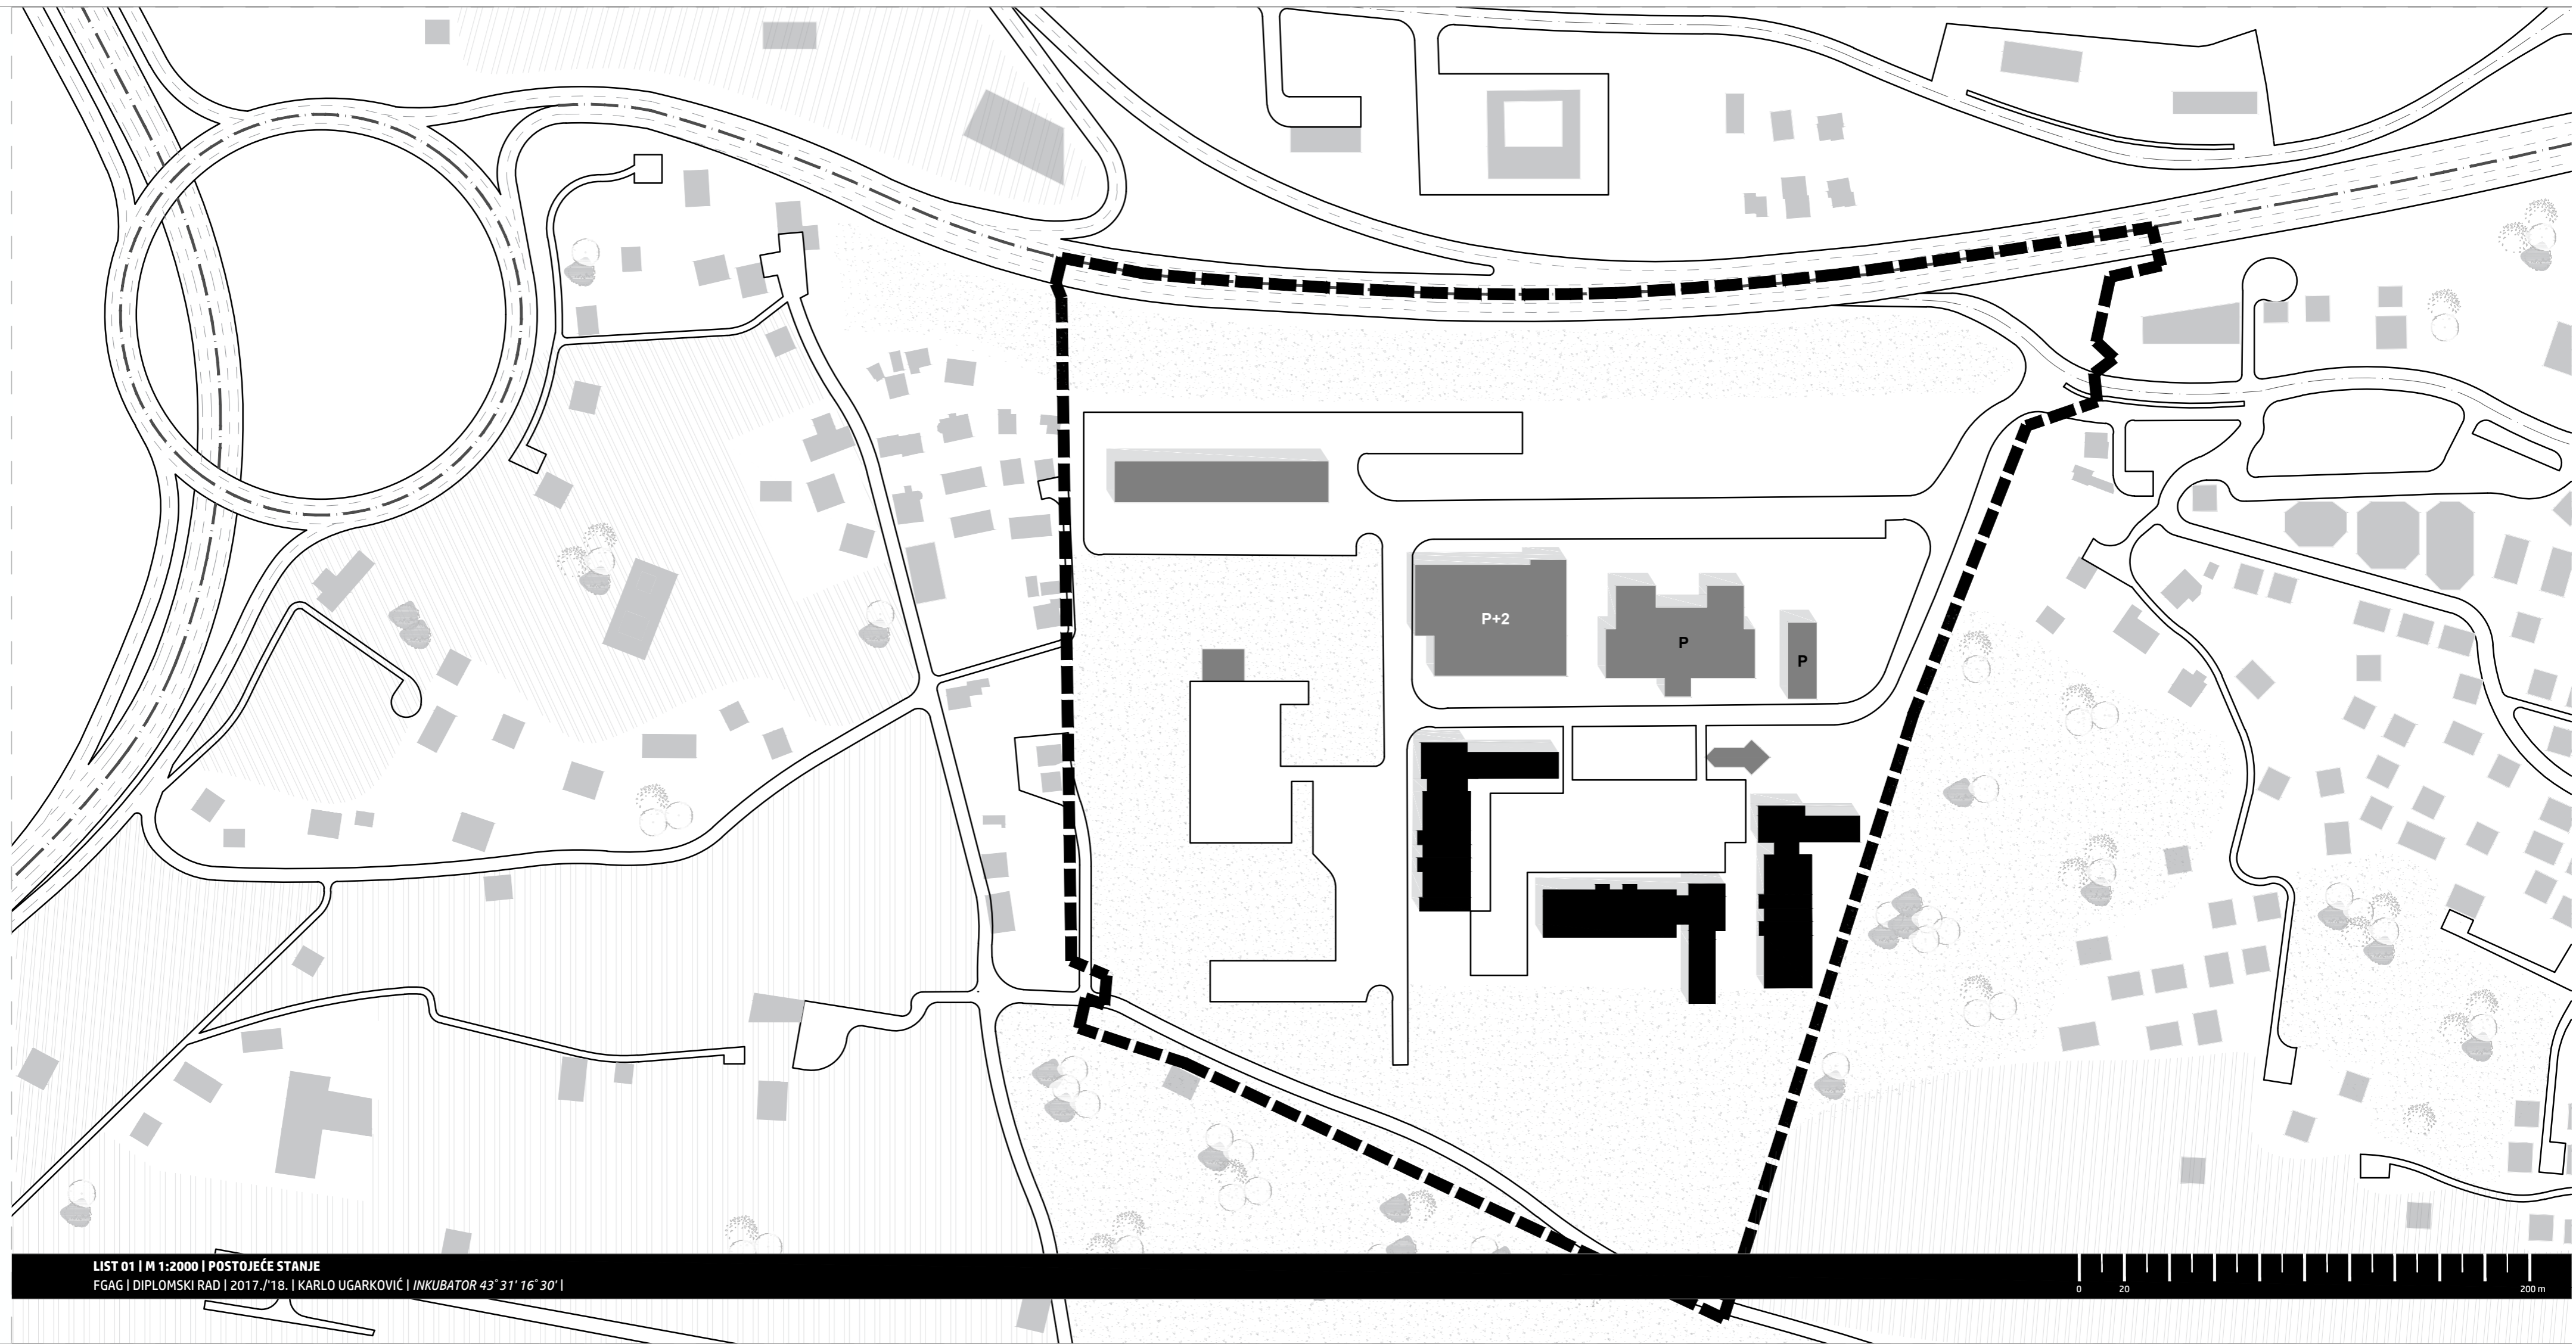 P+2
P
P
LIST 01 | M 1:2000 | POSTOJEĆE STANJE
FGAG | DIPLOMSKI RAD | 2017./'18. | KARLO UGARKOVIĆ | INKUBATOR 43° 31' 16° 30' |
0 20 200 m